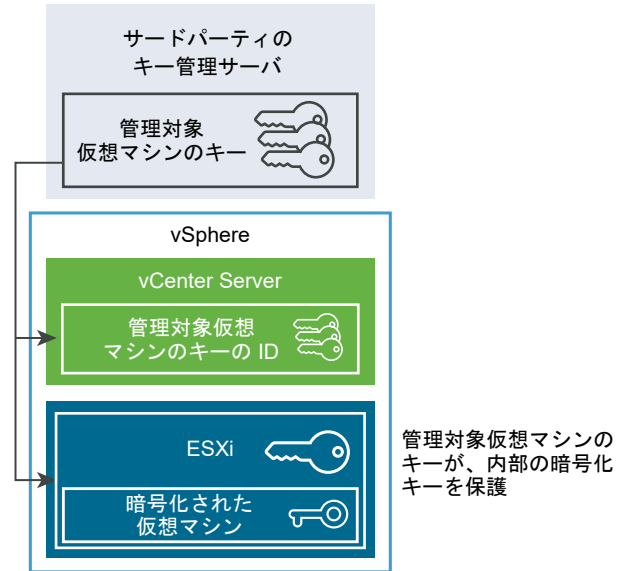 サードパーティの
キー管理サーバ
管理対象
仮想マシンのキー
vSphere
vCenter Server
管理対象仮想
マシンのキーの ID
ESXi
暗号化された
仮想マシン
管理対象仮想マシンの
キーが、内部の暗号化
キーを保護